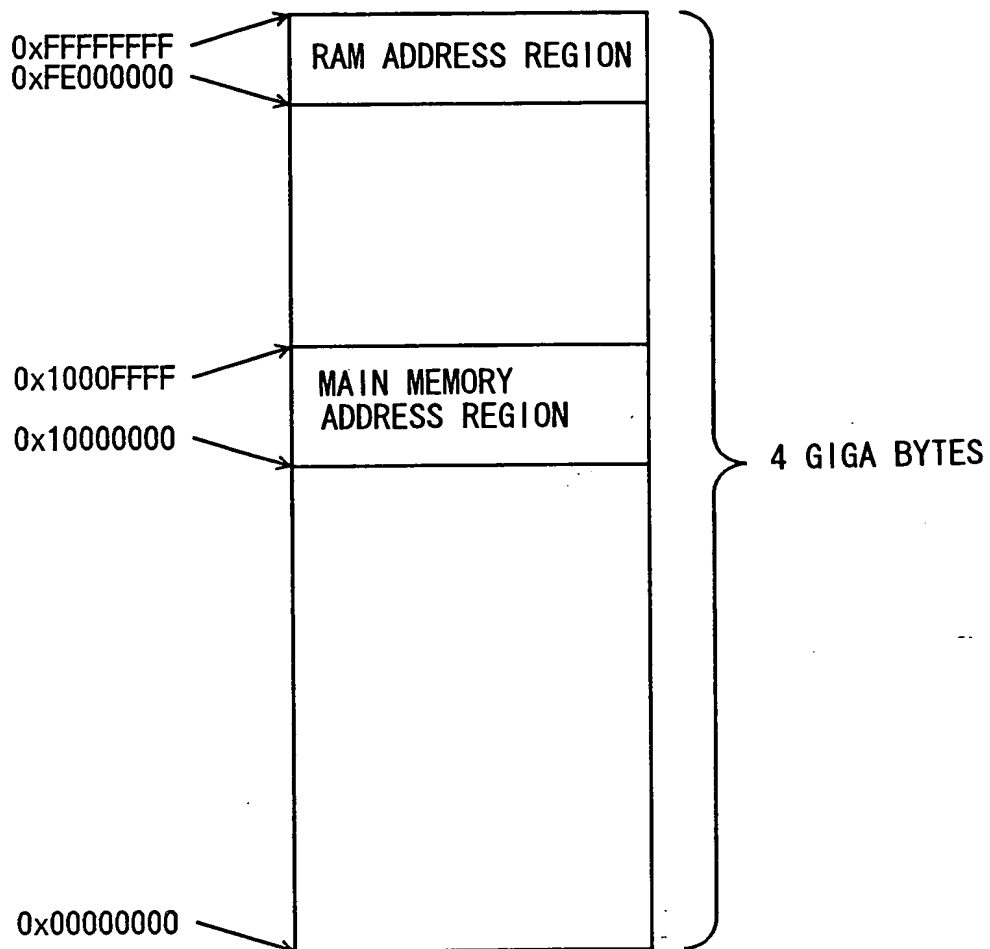 0xFFFFFFFF
0xFE000000
RAM ADDRESS REGION
0x1000FFFF
MAIN MEMORY
ADDRESS REGION
0x10000000
4 GIGA BYTES
0x00000000